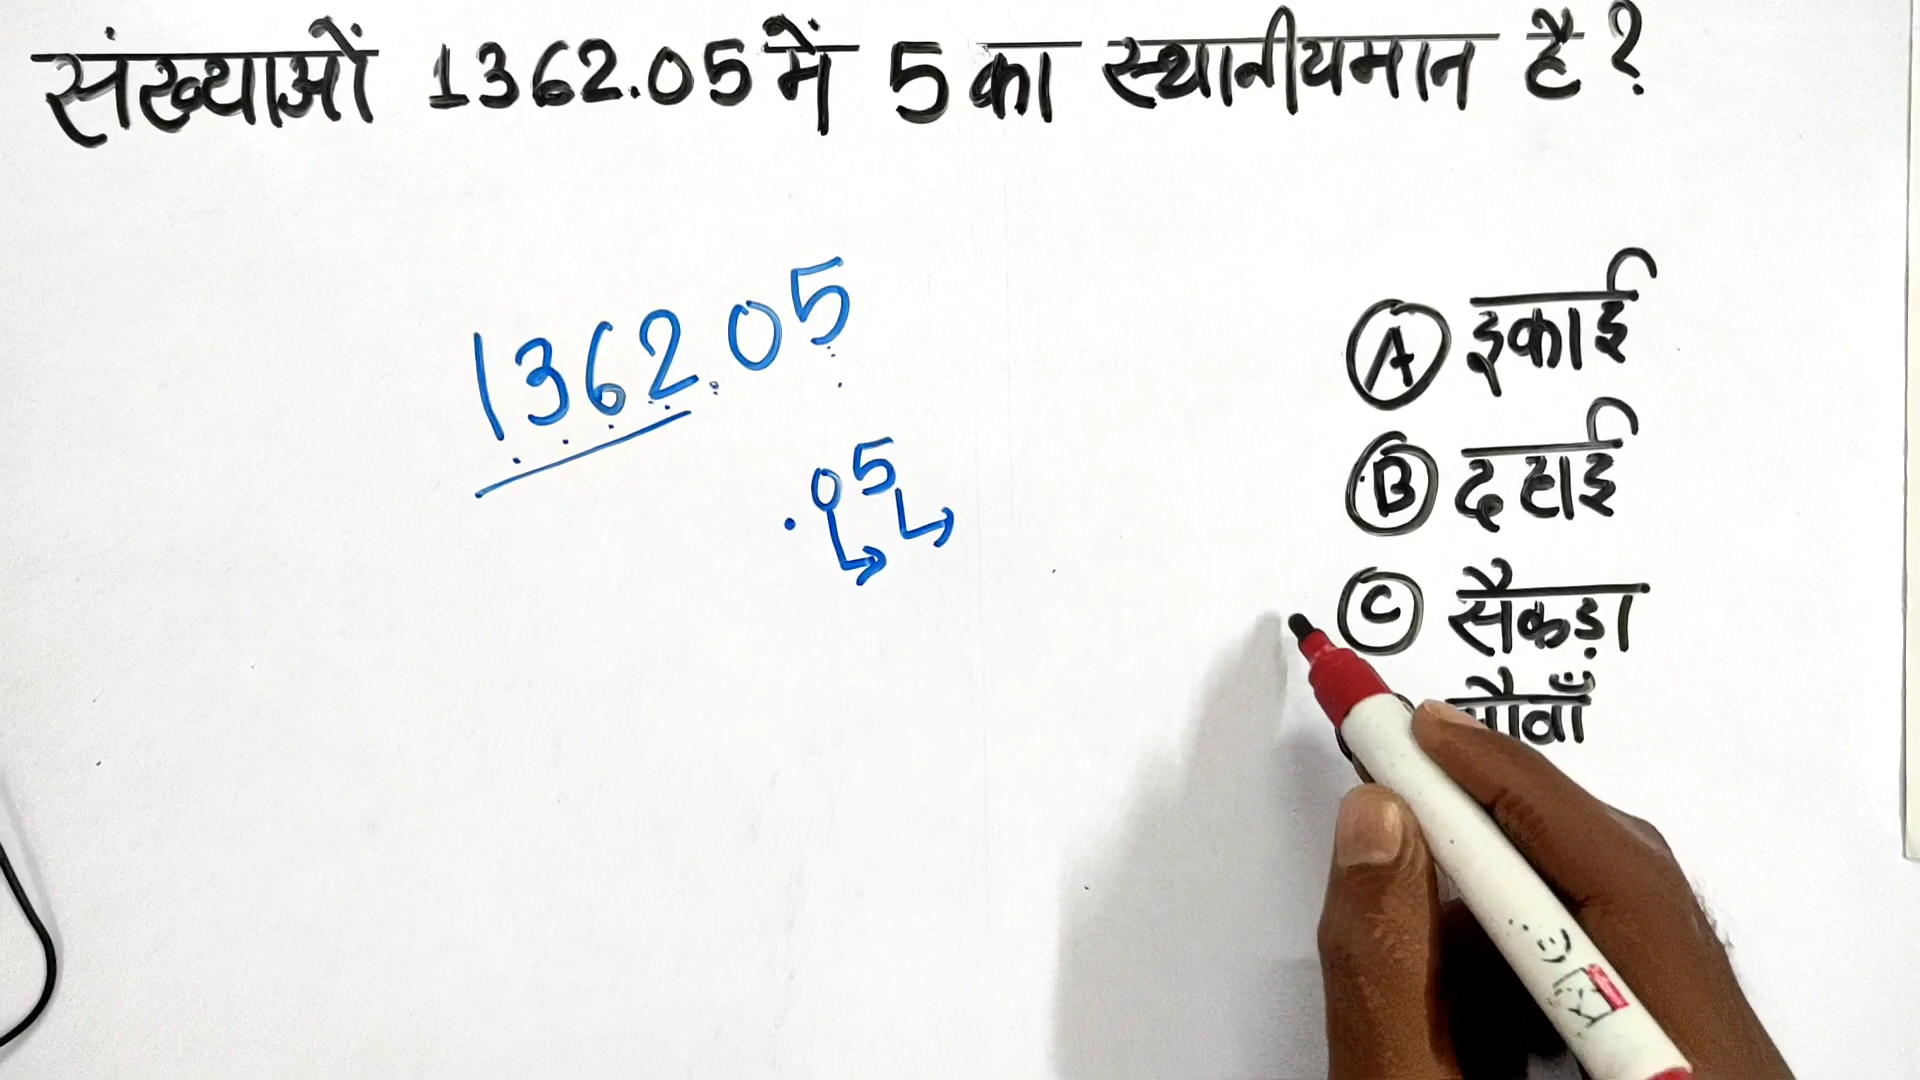 संख्याओं 1362.05 में 5 का स्थानीयमान है ?
1362.05
.05
A इकाई
B दहाई
C सैकड़ा